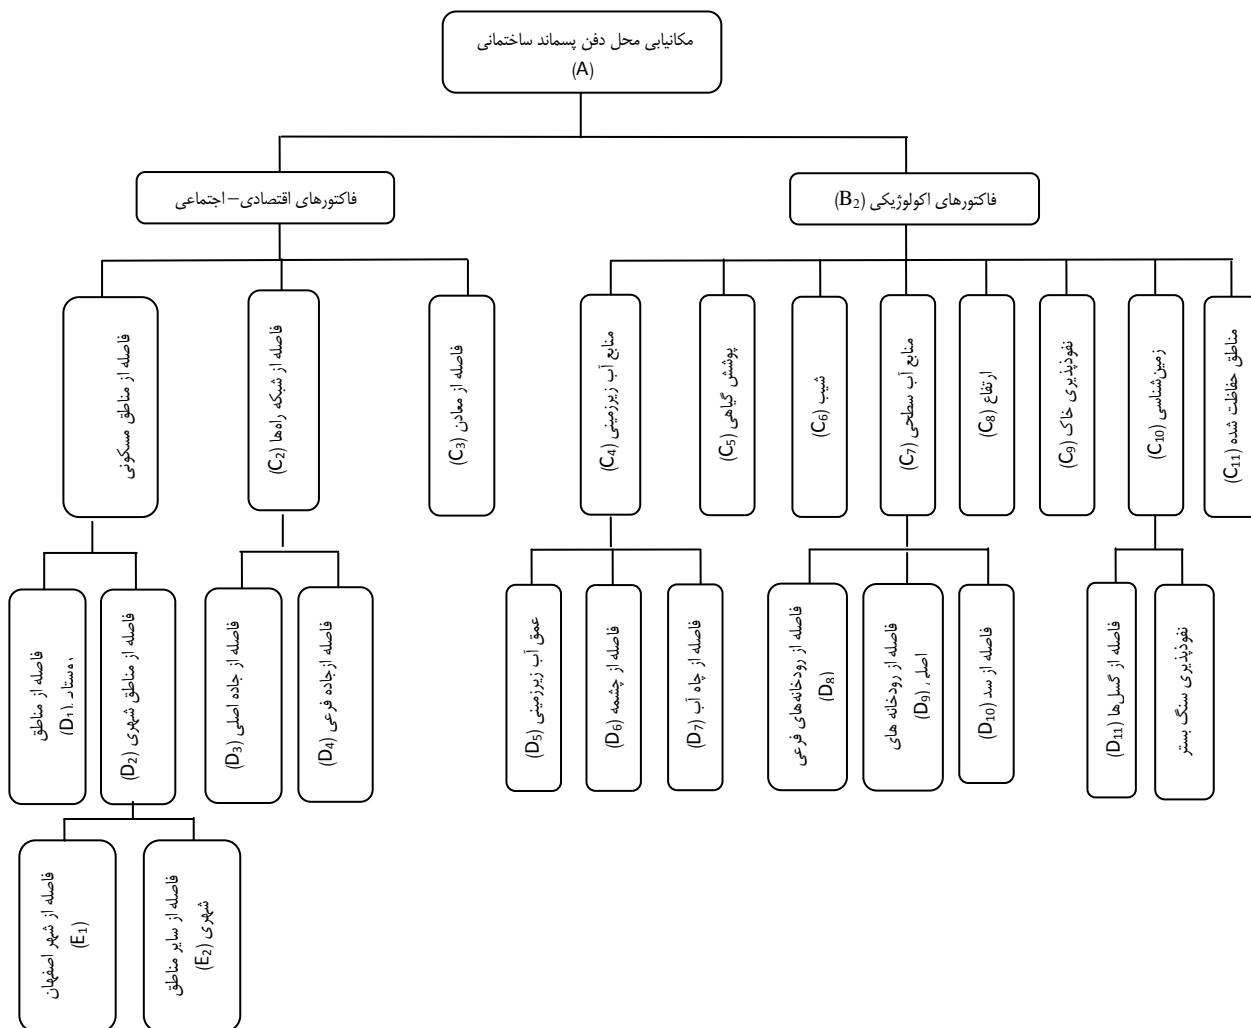 مکانیابی محل دفن پسماند ساختمانی
(A)
فاکتورهای اکولوژیکی (B2)
فاکتورهای اقتصادی–اجتماعی
مناطق حفاظت شده (C11)
زمین‌شناسی (C10)
نفوذپذیری خاک (C9)
ارتفاع (C8)
منابع آب سطحی (C7)
شیب (C6)
پوشش گیاهی (C5)
منابع آب زیرزمینی (C4)
فاصله از معادن (C3)
فاصله از شبکه راه‌ها (C2)
فاصله از مناطق مسکونی
نفوذپذیری سنگ بستر
فاصله از گسل‌ها (D11)
فاصله از سد (D10)
فاصله از رودخانه های
اصلی (D9)
فاصله از رودخانه‌های فرعی
(D8)
فاصله از چاه آب (D7)
فاصله از چشمه (D6)
عمق آب زیرزمینی (D5)
فاصله ازجاده فرعی (D4)
فاصله از جاده اصلی (D3)
فاصله از مناطق شهری (D2)
فاصله از مناطق
(D1)
فاصله از سایر مناطق
شهری (E2)
فاصله از شهر اصفهان
(E1)